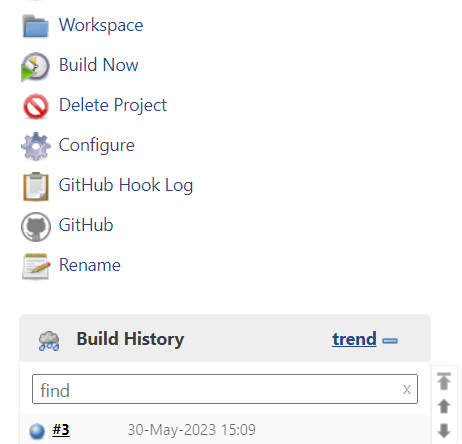 Workspace
Build Now
Delete Project
Configure
GitHub Hook Log
GitHub
Rename
Build History trend
find x
#3 30-May-2023 15:09